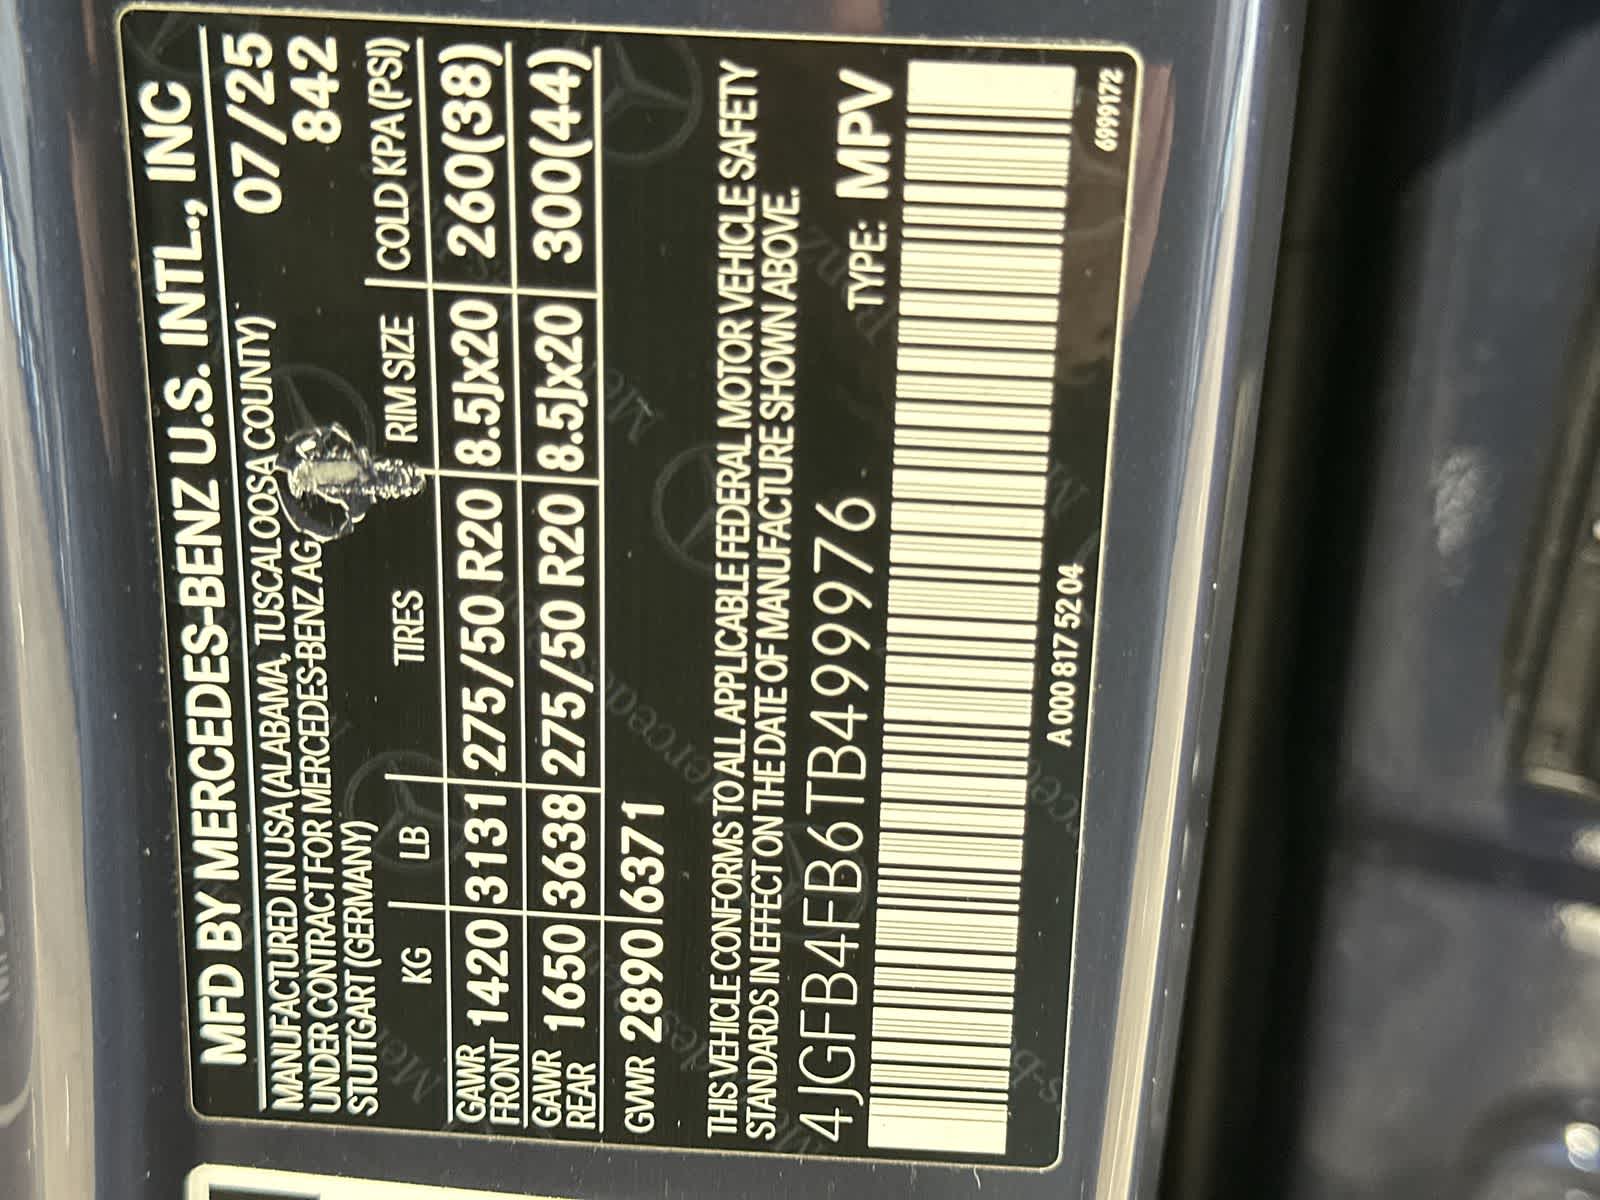 MFD BY MERCEDES-BENZ U.S. INTL., INC
MANUFACTURED IN USA (ALABAMA, TUSCALOOSA COUNTY) 07/25
UNDER CONTRACT FOR MERCEDES-BENZ AG 842
STUTTGART (GERMANY)
KG LB TIRES RIM SIZE COLD KPA (PSI)
GAWR FRONT 1420 3131 275/50 R20 8.5Jx20 260(38)
GAWR REAR 1650 3638 275/50 R20 8.5Jx20 300(44)
GVWR 2890 6371
THIS VEHICLE CONFORMS TO ALL APPLICABLE FEDERAL MOTOR VEHICLE SAFETY
STANDARDS IN EFFECT ON THE DATE OF MANUFACTURE SHOWN ABOVE.
4JGFB4FB6TB499976 TYPE: MPV
A 000 817 52 04 6999172